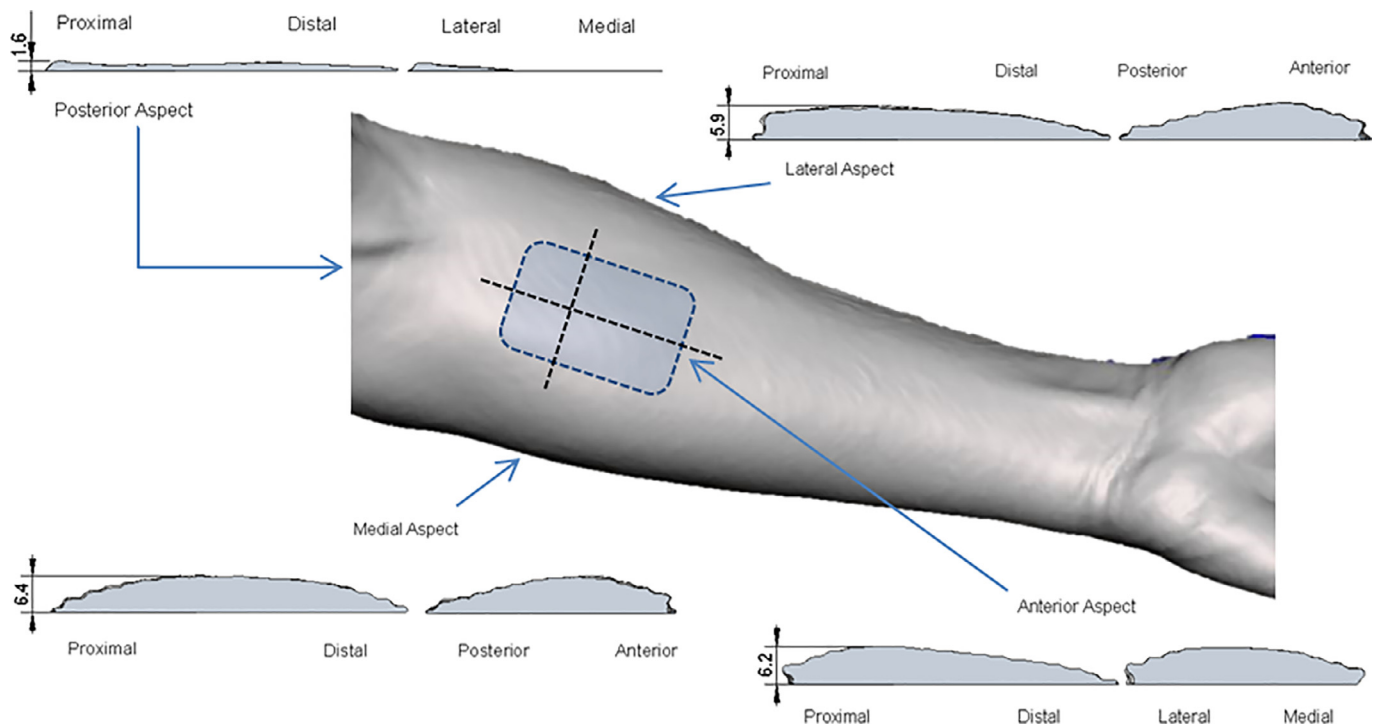 Proximal Distal Lateral Medial
1.6
Posterior Aspect
Proximal Distal Posterior Anterior
5.9
Lateral Aspect
Medial Aspect
6.4
Proximal Distal Posterior Anterior
Anterior Aspect
6.2
Proximal Distal Lateral Medial